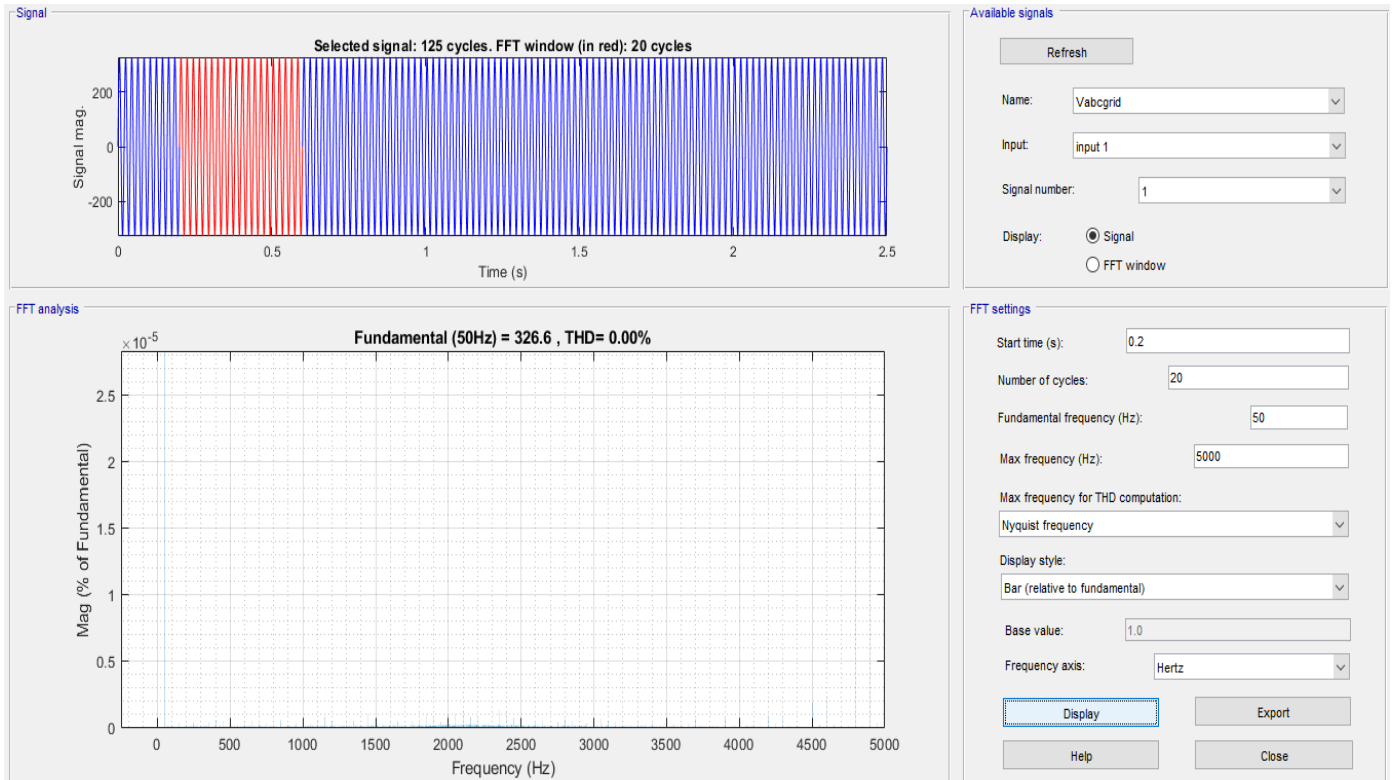 Signal
Selected signal: 125 cycles. FFT window (in red): 20 cycles
Signal mag.
200
0
-200
0
0.5
1
1.5
2
2.5
Time (s)
FFT analysis
Fundamental (50Hz) = 326.6 , THD= 0.00%
×10⁻⁵
Mag (% of Fundamental)
2.5
2
1.5
1
0.5
0
0
500
1000
1500
2000
2500
3000
3500
4000
4500
5000
Frequency (Hz)
Available signals
Refresh
Name: Vabcgrid
Input: input 1
Signal number: 1
Display: Signal
FFT window
FFT settings
Start time (s): 0.2
Number of cycles: 20
Fundamental frequency (Hz): 50
Max frequency (Hz): 5000
Max frequency for THD computation:
Nyquist frequency
Display style:
Bar (relative to fundamental)
Base value: 1.0
Frequency axis: Hertz
Display Export
Help Close